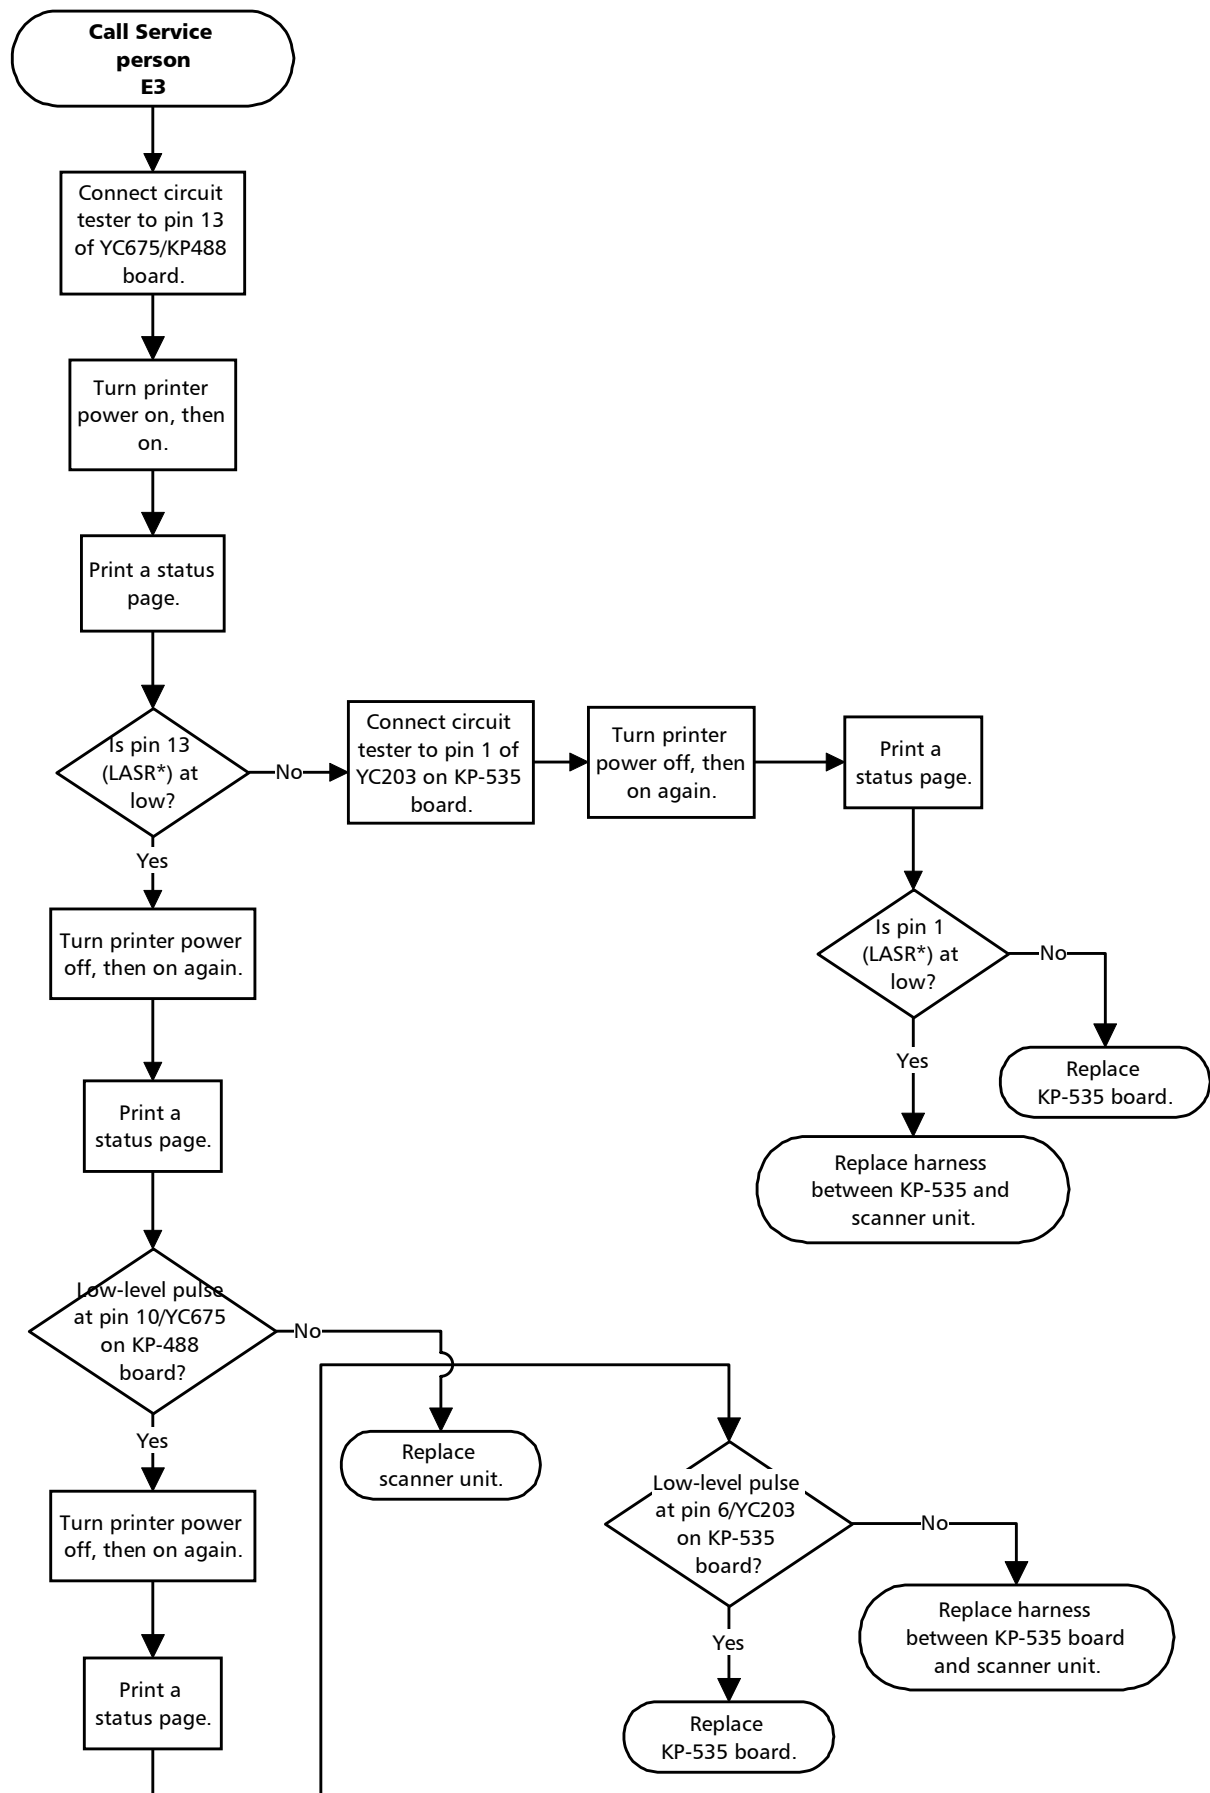 Call Service
person
E3
Connect circuit
tester to pin 13
of YC675/KP488
board.
Turn printer
power on, then
on.
Print a status
page.
Is pin 13
(LASR*) at
low?
No
Connect circuit
tester to pin 1 of
YC203 on KP-535
board.
Turn printer
power off, then
on again.
Print a
status page.
Is pin 1
(LASR*) at
low?
No
Replace
KP-535 board.
Yes
Replace harness
between KP-535 and
scanner unit.
Yes
Turn printer power
off, then on again.
Print a
status page.
Low-level pulse
at pin 10/YC675
on KP-488
board?
No
Replace
scanner unit.
Yes
Turn printer power
off, then on again.
Print a
status page.
Low-level pulse
at pin 6/YC203
on KP-535
board?
No
Replace harness
between KP-535 board
and scanner unit.
Yes
Replace
KP-535 board.